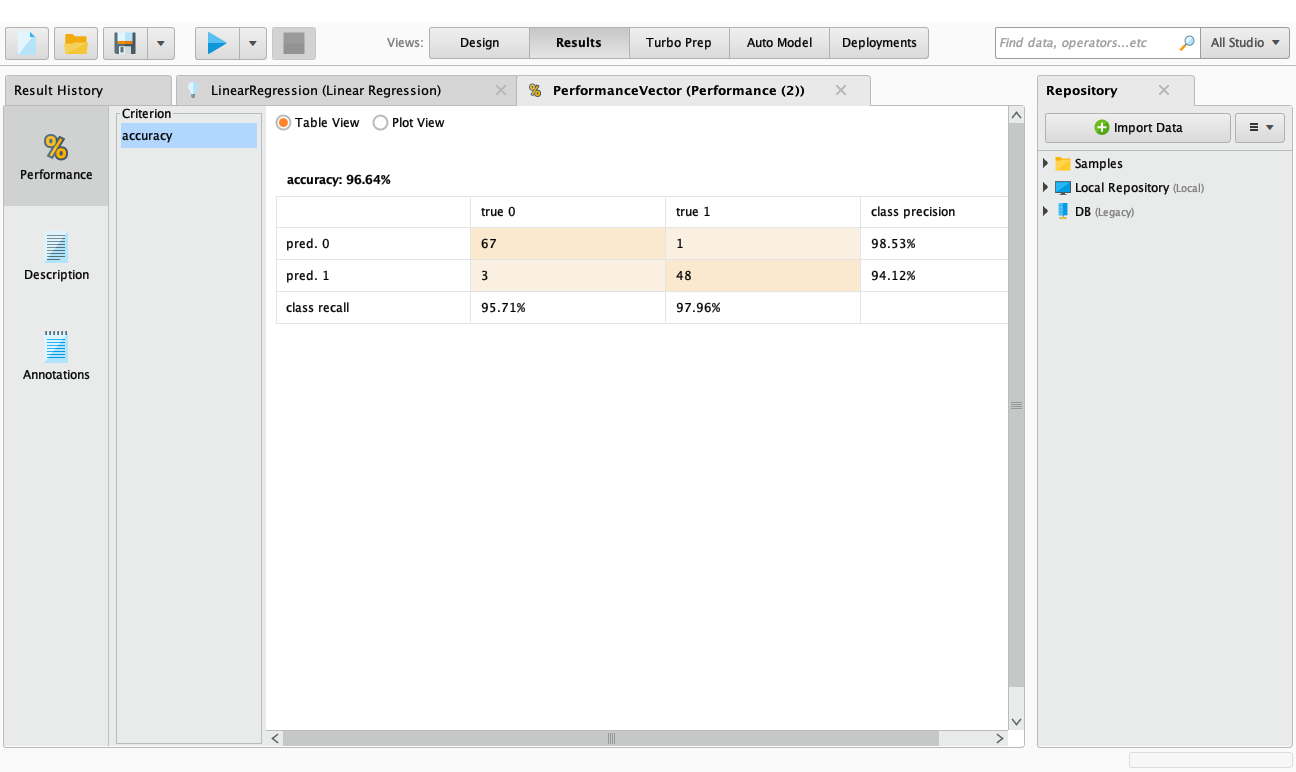 Views: Design Results Turbo Prep Auto Model Deployments Find data, operators...etc All Studio
Result History LinearRegression (Linear Regression) PerformanceVector (Performance (2)) Repository
Criterion
accuracy
Performance
Description
Annotations
Table View Plot View
accuracy: 96.64%
true 0 true 1 class precision
pred. 0 67 1 98.53%
pred. 1 3 48 94.12%
class recall 95.71% 97.96%
Import Data
Samples
Local Repository (Local)
DB (Legacy)